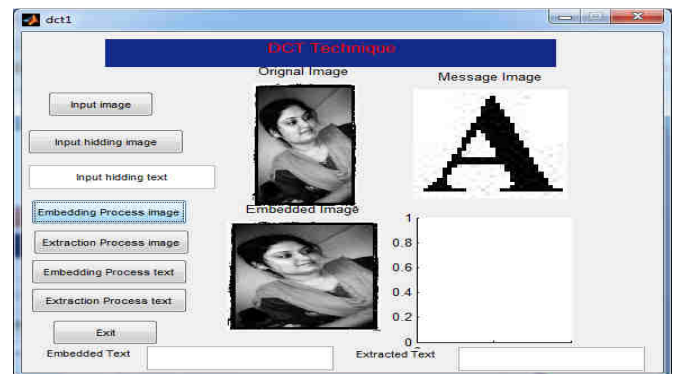 dct1
DCT Technique
Orignal Image
Message Image
Input image
Input hidding image
Input hidding text
Embedding Process image
Extraction Process image
Embedding Process text
Extraction Process text
Exit
A
Embedded Image
1
0.8
0.6
0.4
0.2
0
Embedded Text
Extracted Text